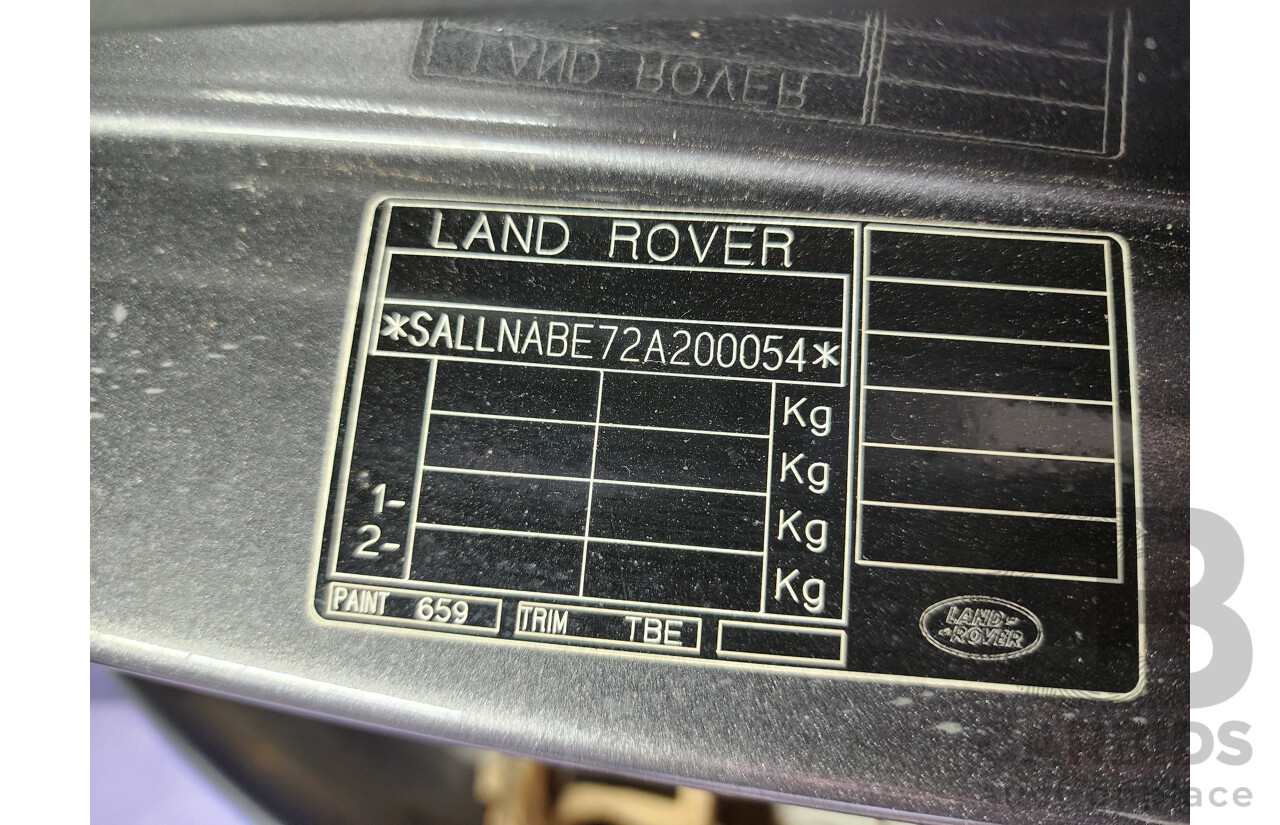 LAND ROVER
LAND ROVER
*SALLNABE72A200054*
Kg
Kg
1-
Kg
2-
Kg
PAINT 659
TRIM TBE
LAND-
-ROVER